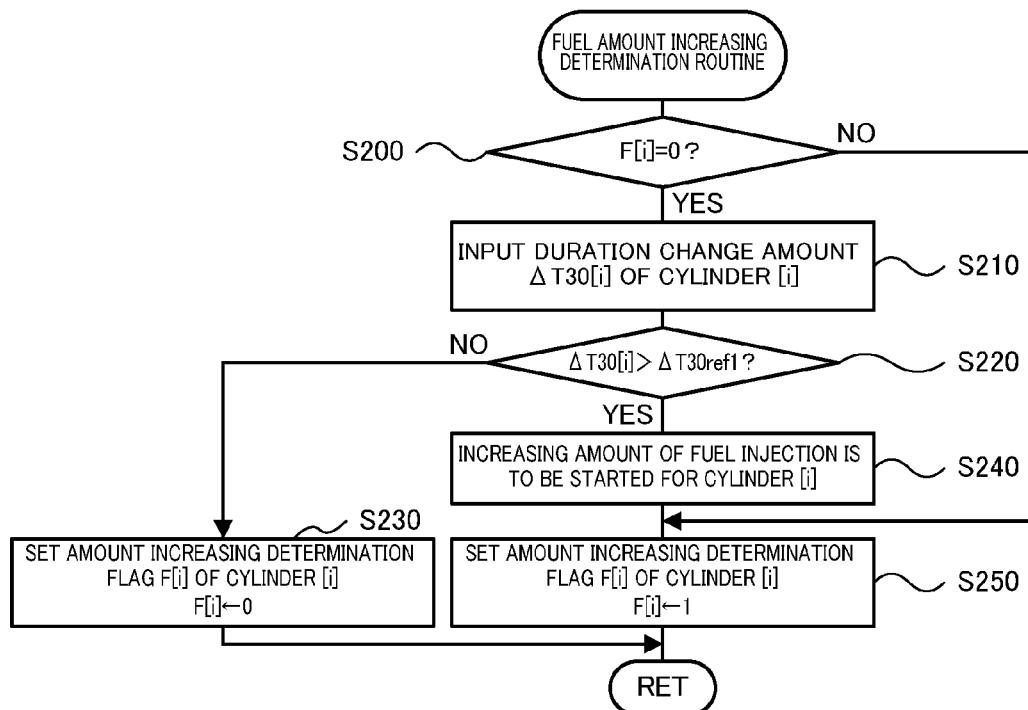 FUEL AMOUNT INCREASING
DETERMINATION ROUTINE
S200
F[i]=0?
NO
YES
INPUT DURATION CHANGE AMOUNT
ΔT30[i] OF CYLINDER [i]
S210
NO
ΔT30[i]>ΔT30ref1?
S220
YES
INCREASING AMOUNT OF FUEL INJECTION IS
TO BE STARTED FOR CYLINDER [i]
S240
S230
SET AMOUNT INCREASING DETERMINATION
FLAG F[i] OF CYLINDER [i]
F[i]←0
SET AMOUNT INCREASING DETERMINATION
FLAG F[i] OF CYLINDER [i]
F[i]←1
S250
RET